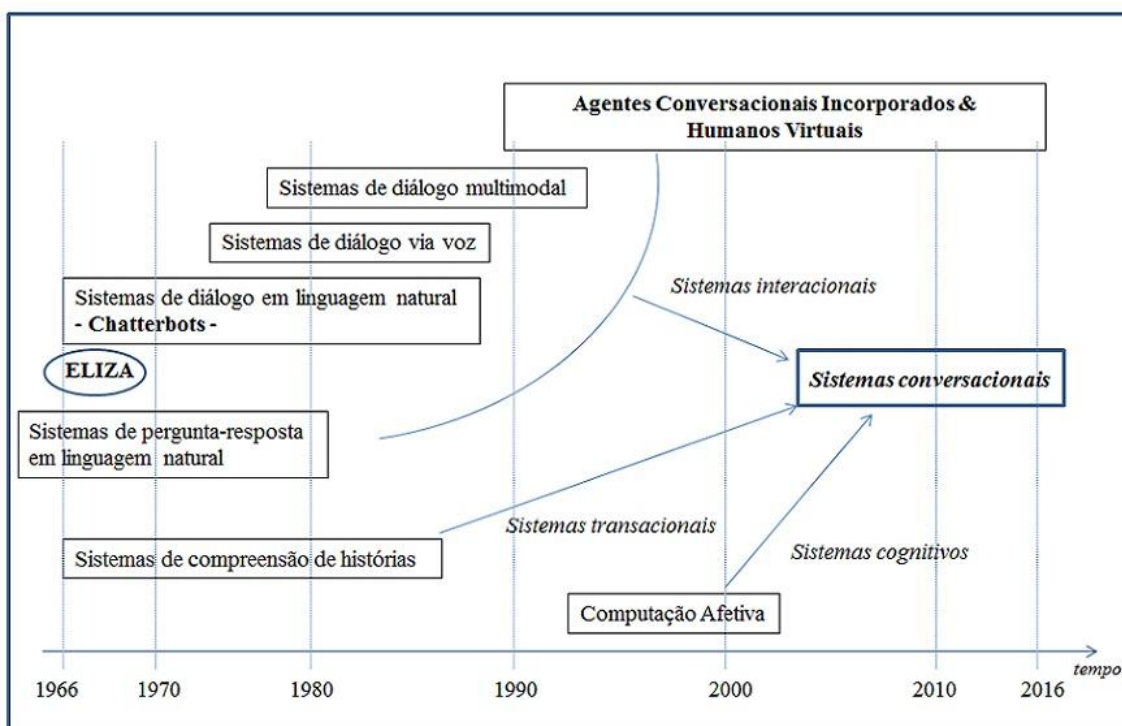 Agentes Conversacionais Incorporados &
Humanos Virtuais
Sistemas de diálogo multimodal
Sistemas de diálogo via voz
Sistemas de diálogo em linguagem natural
- Chatterbots -
Sistemas interacionais
ELIZA
Sistemas conversacionais
Sistemas de pergunta-resposta
em linguagem natural
Sistemas transacionais
Sistemas de compreensão de histórias
Sistemas cognitivos
Computação Afetiva
tempo
1966 1970 1980 1990 2000 2010 2016